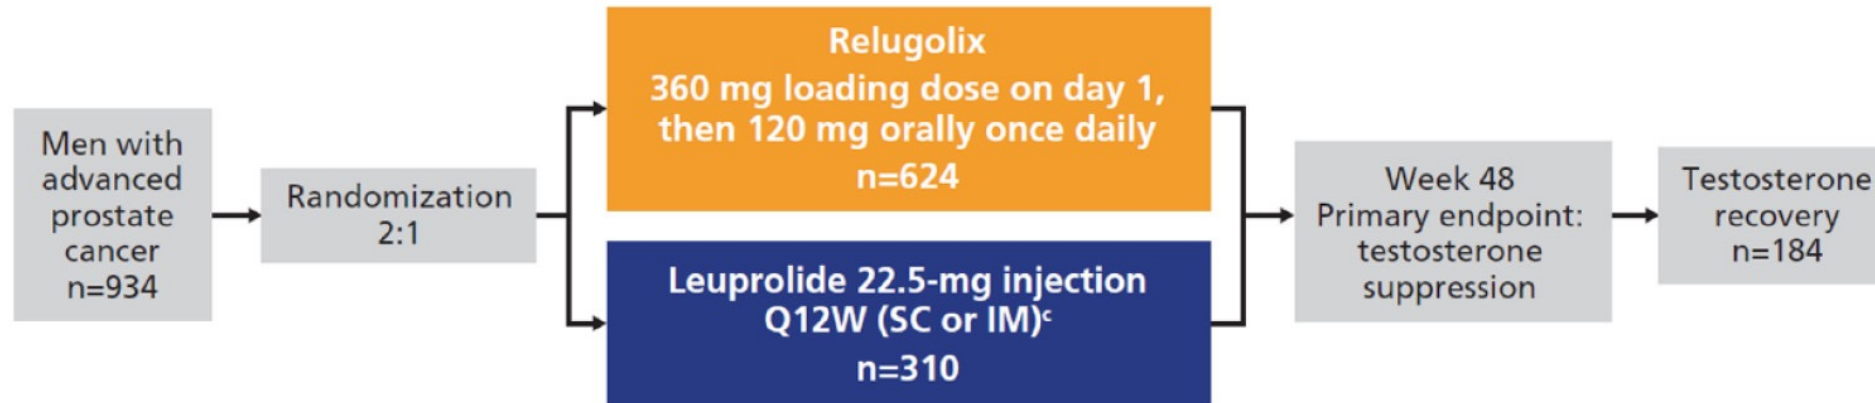 Men with
advanced
prostate
cancer
n=934
Randomization
2:1
Relugolix
360 mg loading dose on day 1,
then 120 mg orally once daily
n=624
Leuprolide 22.5-mg injection
Q12W (SC or IM)ᶜ
n=310
Week 48
Primary endpoint:
testosterone
suppression
Testosterone
recovery
n=184